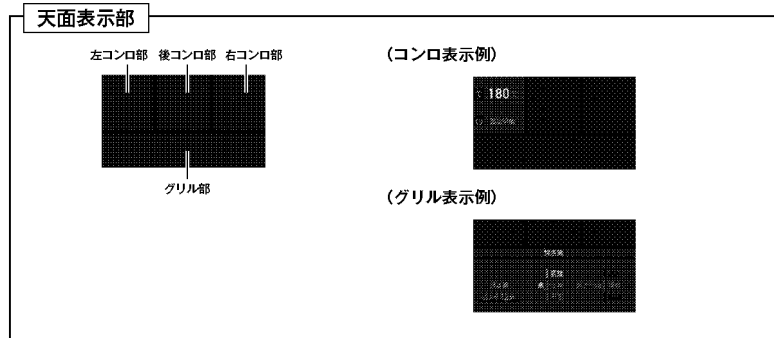 天面表示部
左コンロ部 後コンロ部 右コンロ部
グリル部
(コンロ表示例)
180
(グリル表示例)